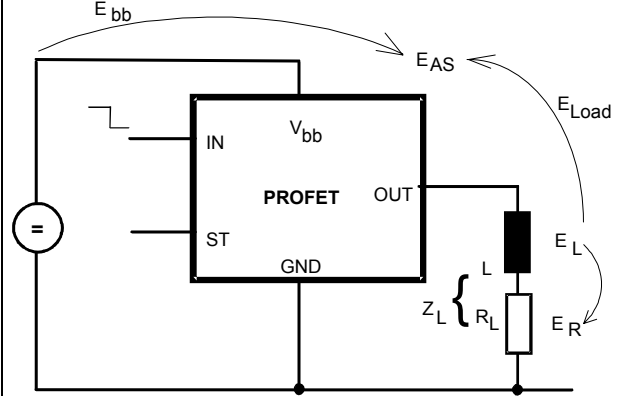 E bb
E AS
E Load
V bb
IN
PROFET
OUT
=
ST
E L
GND
L
Z L {
R L
E R